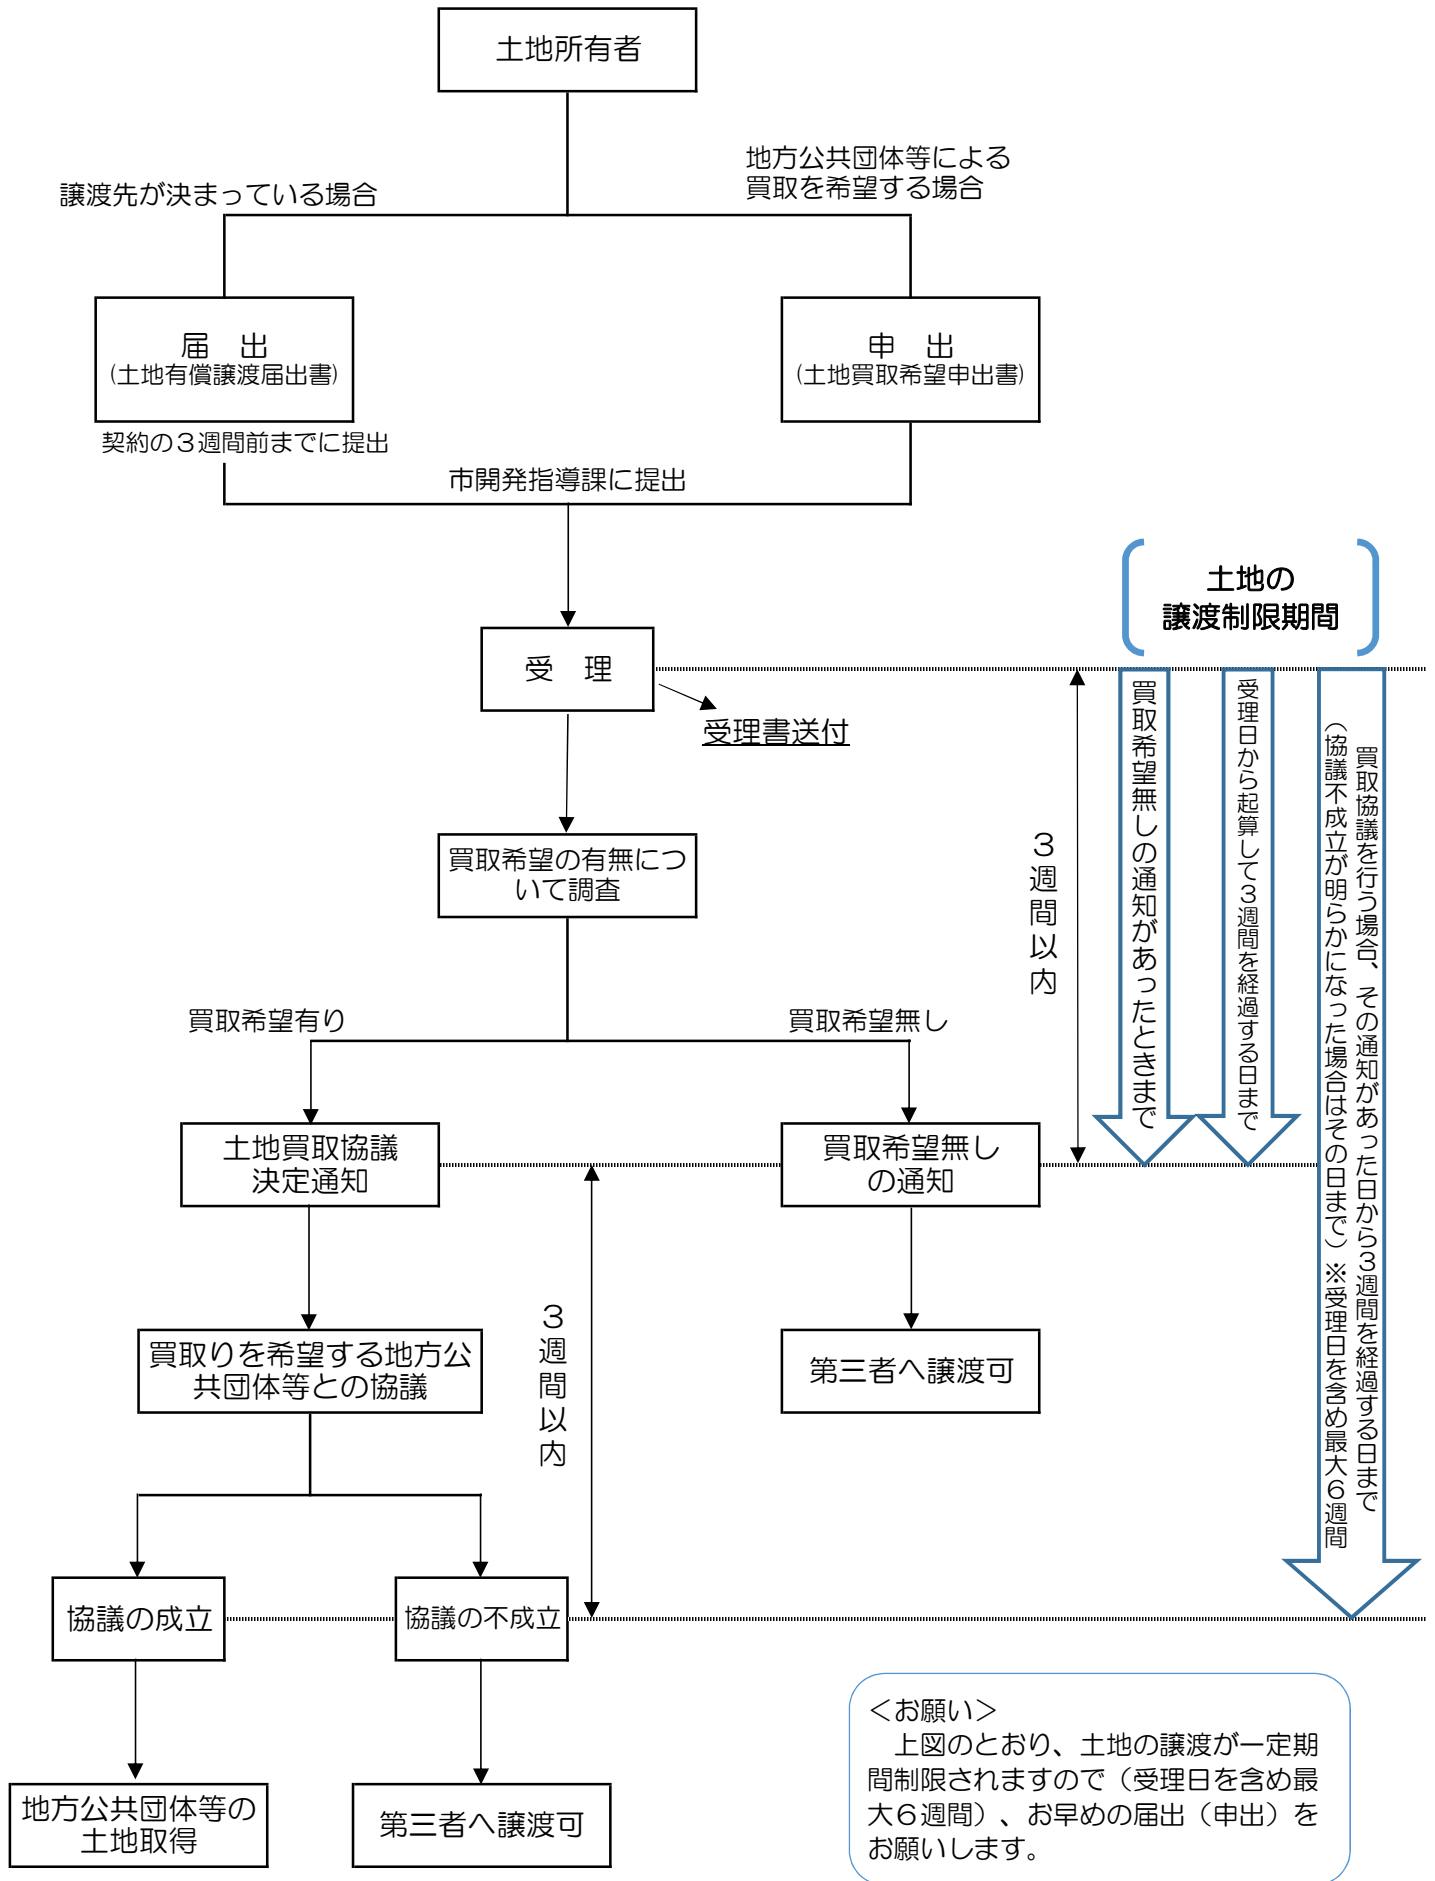 土地所有者
地方公共団体等による
買取を希望する場合
譲渡先が決まっている場合
届　出
(土地有償譲渡届出書)
申　出
(土地買取希望申出書)
契約の３週間前までに提出
市開発指導課に提出
土地の
譲渡制限期間
受　理
受理書送付
買取希望の有無につ
いて調査
３週間以内
買取希望無しの通知があったときまで
受理日から起算して３週間を経過する日まで
買取協議を行う場合、その通知があった日から３週間を経過する日まで
（協議不成立が明らかになった場合はその日まで）※受理日を含め最大６週間
買取希望有り
買取希望無し
土地買取協議
決定通知
買取希望無し
の通知
買取りを希望する地方公
共団体等との協議
３週間以内
第三者へ譲渡可
協議の成立
協議の不成立
地方公共団体等の
土地取得
第三者へ譲渡可
＜お願い＞
　上図のとおり、土地の譲渡が一定期
間制限されますので（受理日を含め最
大６週間）、お早めの届出（申出）を
お願いします。